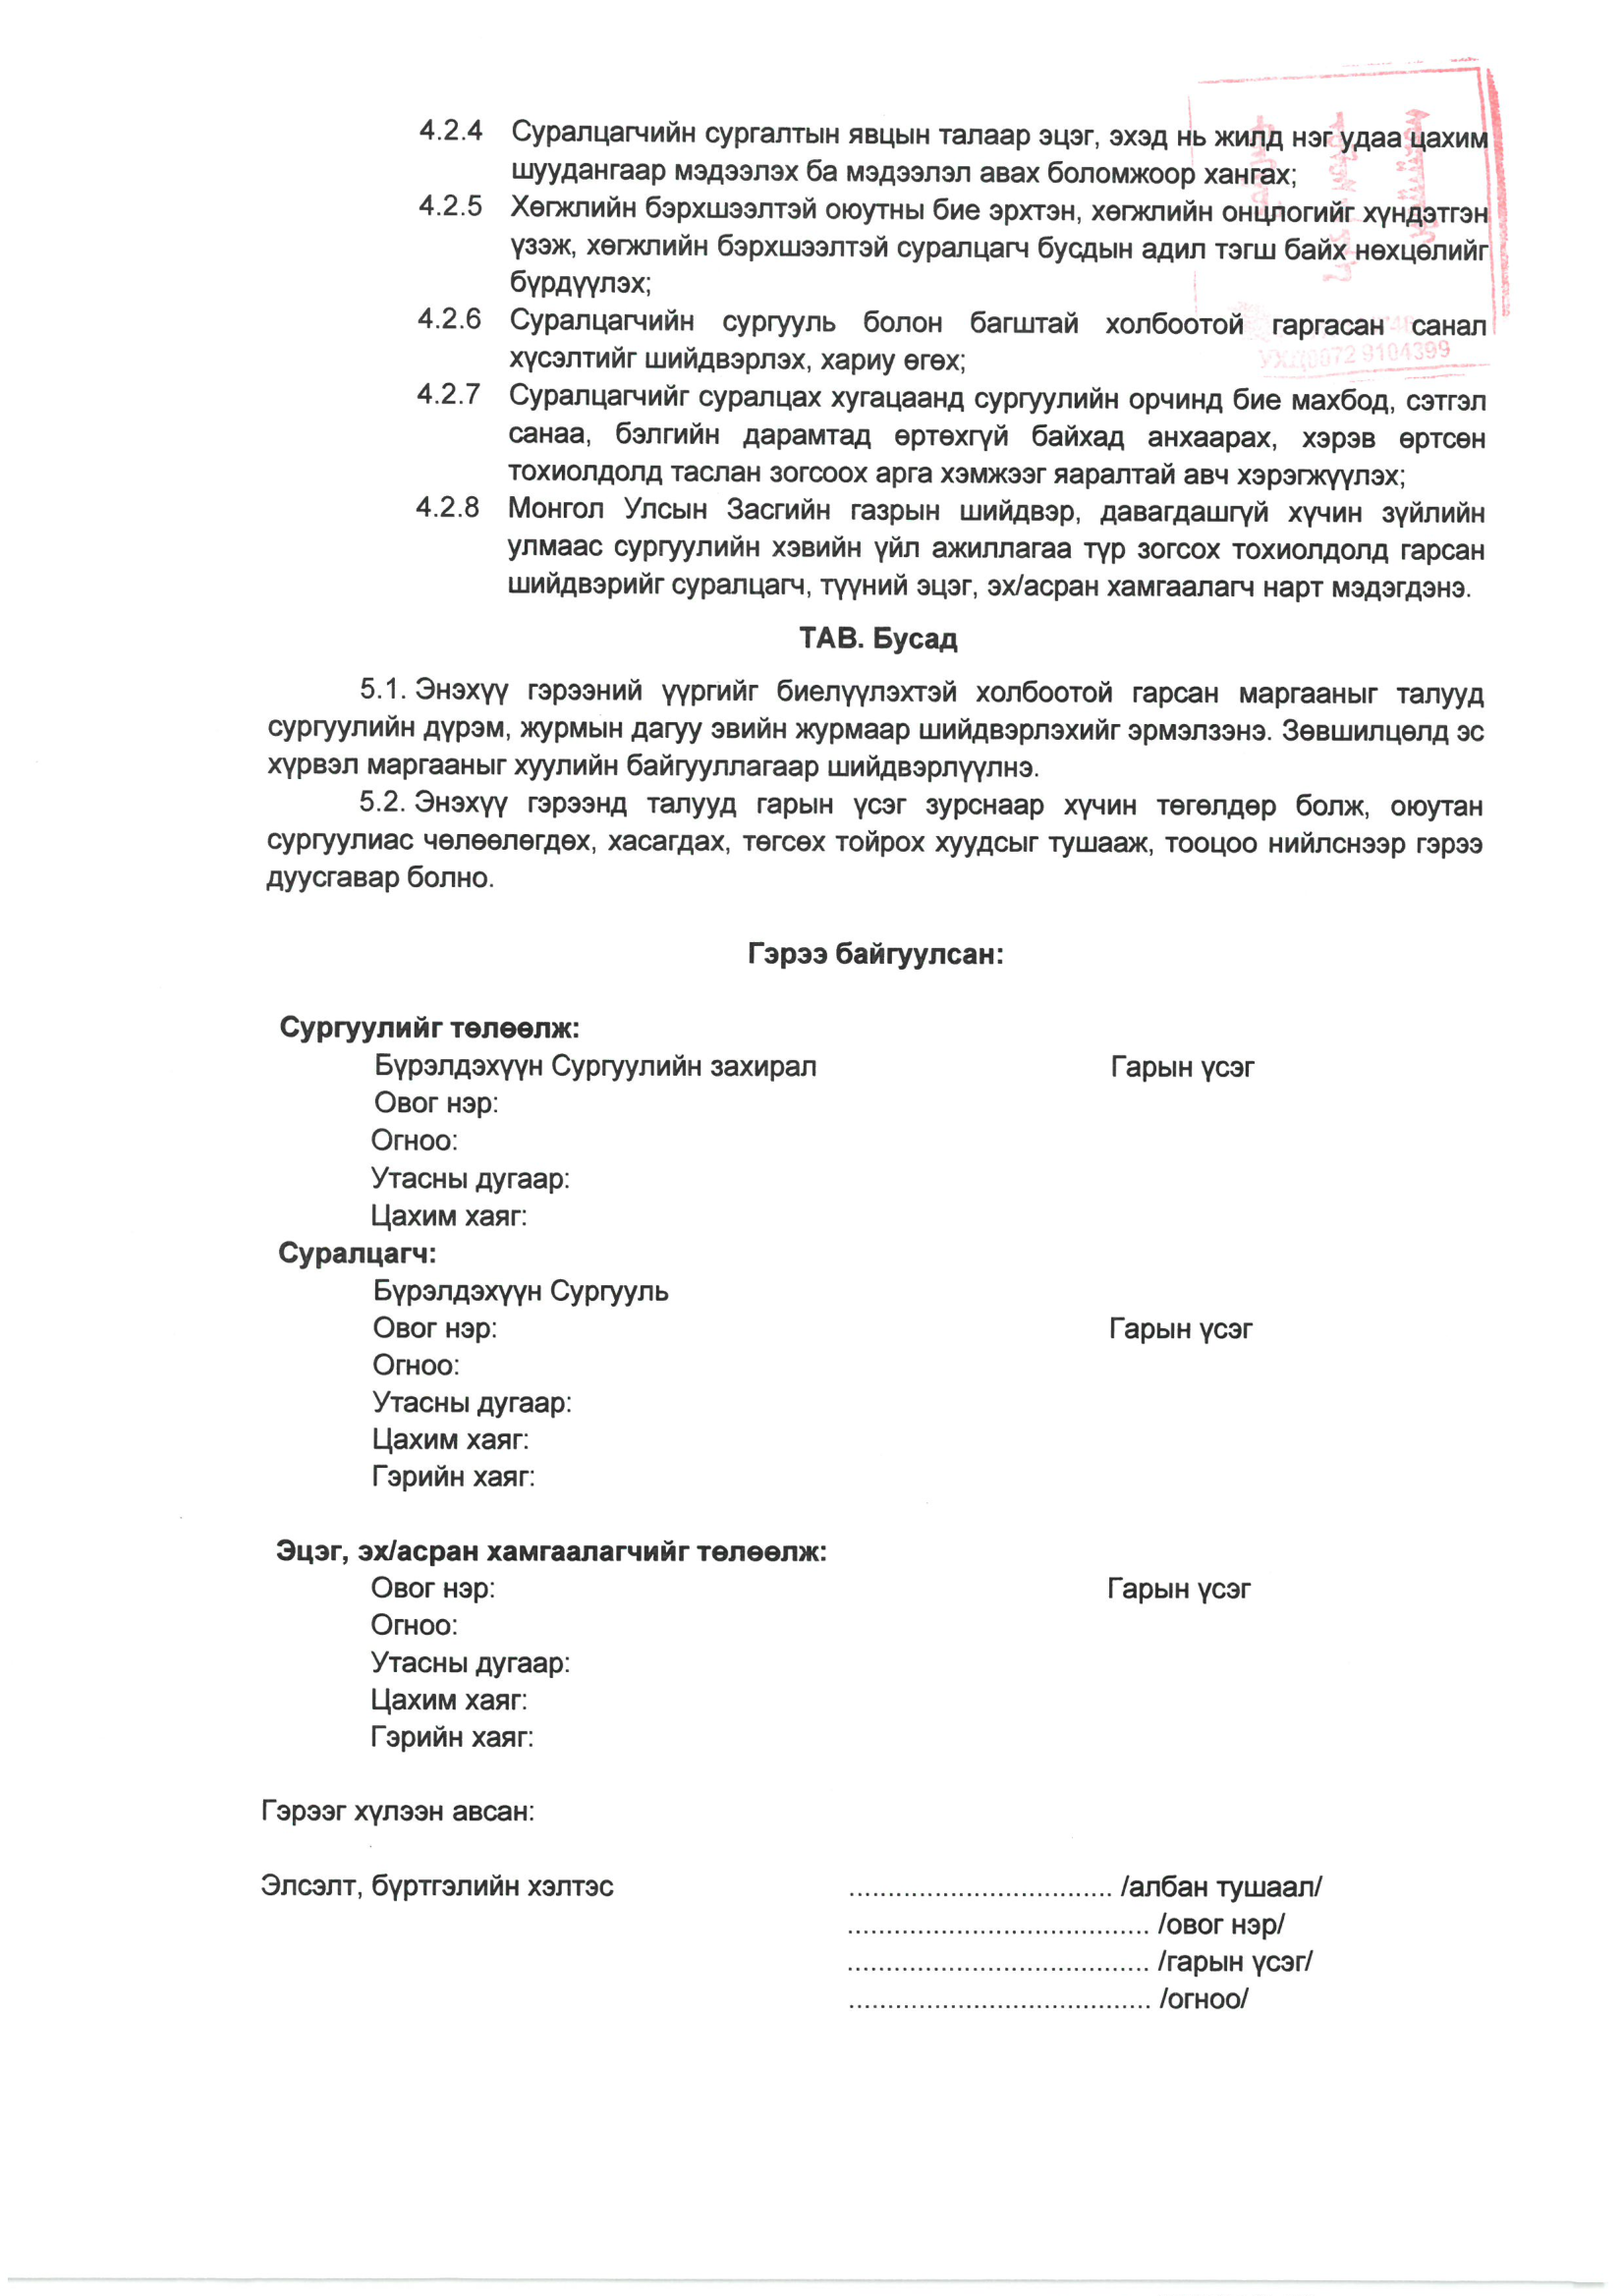 4.2.4 Суралцагчийн сургалтын явцын талаар эцэг, эхэд нь жилд нэг удаа цахим
шуудангаар мэдээлэх ба мэдээлэл авах боломжоор хангах;
4.2.5 Хөгжлийн бэрхшээлтэй оюутны бие эрхтэн, хөгжлийн онцлогийг хүндэтгэн
үзэж, хөгжлийн бэрхшээлтэй суралцагч бусдын адил тэгш байх нөхцөлийг
бүрдүүлэх;
4.2.6 Суралцагчийн сургууль болон багштай холбоотой гаргасан санал
хүсэлтийг шийдвэрлэх, хариу өгөх;
9104399
4.2.7 Суралцагчийг суралцах хугацаанд сургуулийн орчинд бие махбод, сэтгэл
санаа, бэлгийн дарамтад өртөхгүй байхад анхаарах, хэрэв өртсөн
тохиолдолд таслан зогсоох арга хэмжээг яаралтай авч хэрэгжүүлэх;
4.2.8 Монгол Улсын Засгийн газрын шийдвэр, давагдашгүй хүчин зүйлийн
улмаас сургуулийн хэвийн үйл ажиллагаа түр зогсох тохиолдолд гарсан
шийдвэрийг суралцагч, түүний эцэг, эх/асран хамгаалагч нарт мэдэгдэнэ.
ТАВ. Бусад
5.1. Энэхүү гэрээний үүргийг биелүүлэхтэй холбоотой гарсан маргааныг талууд
сургуулийн дүрэм, журмын дагуу эвийн журмаар шийдвэрлэхийг эрмэлзэнэ. Зөвшилцөлд эс
хүрвэл маргааныг хуулийн байгууллагаар шийдвэрлүүлнэ.
5.2. Энэхүү гэрээнд талууд гарын үсэг зурснаар хүчин төгөлдөр болж, оюутан
сургуулиас чөлөөлөгдөх, хасагдах, төгсөх тойрох хуудсыг тушааж, тооцоо нийлснээр гэрээ
дуусгавар болно.
Гэрээ байгуулсан:
Сургуулийг төлөөлж:
Бүрэлдэхүүн Сургуулийн захирал Гарын үсэг
Овог нэр:
Огноо:
Утасны дугаар:
Цахим хаяг:
Суралцагч:
Бүрэлдэхүүн Сургууль
Овог нэр: Гарын үсэг
Огноо:
Утасны дугаар:
Цахим хаяг:
Гэрийн хаяг:
Эцэг, эх/асран хамгаалагчийг төлөөлж:
Овог нэр: Гарын үсэг
Огноо:
Утасны дугаар:
Цахим хаяг:
Гэрийн хаяг:
Гэрээг хүлээн авсан:
Элсэлт, бүртгэлийн хэлтэс .................................. /албан тушаал/
....................................... /овог нэр/
....................................... /гарын үсэг/
....................................... /огноо/